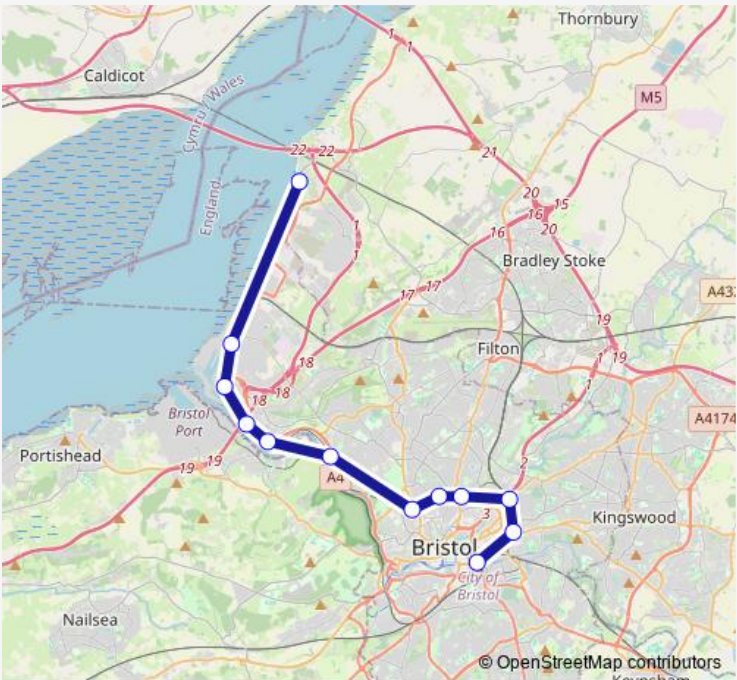 Thornbury
1
1
Caldicot
M5
Cymru / Wales
England
22 22
21
20
15
16
20
16
1
1
Bradley Stoke
17 17
A43
19
Filton
1
19
1
18
18
18
A4174
Bristol
Port
Portishead
19 19
2
A4
3
Kingswood
Bristol
City of
Bristol
Nailsea
© OpenStreetMap contributors